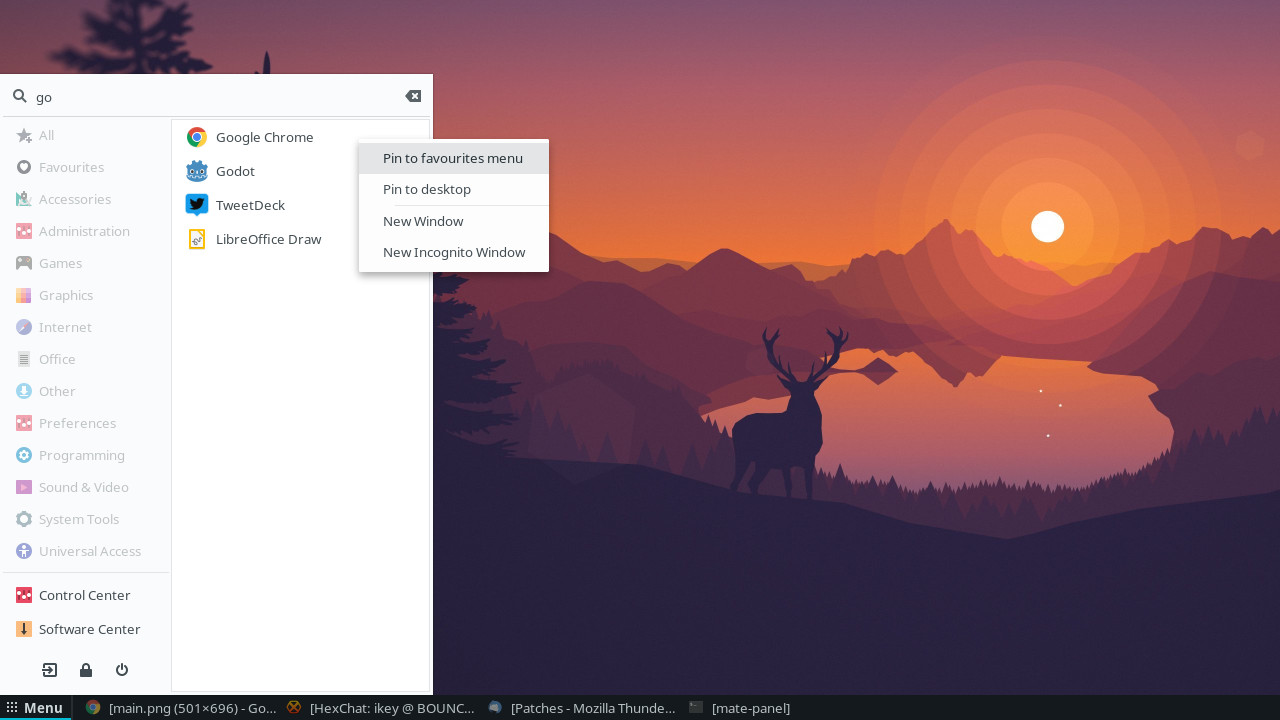 go
All
Favourites
Accessories
Administration
Games
Graphics
Internet
Office
Other
Preferences
Programming
Sound & Video
System Tools
Universal Access
Control Center
Software Center
Google Chrome
Godot
TweetDeck
LibreOffice Draw
Pin to favourites menu
Pin to desktop
New Window
New Incognito Window
Menu
[main.png (501×696) - Go...
[HexChat: ikey @ BOUNC...
[Patches - Mozilla Thunde...
[mate-panel]